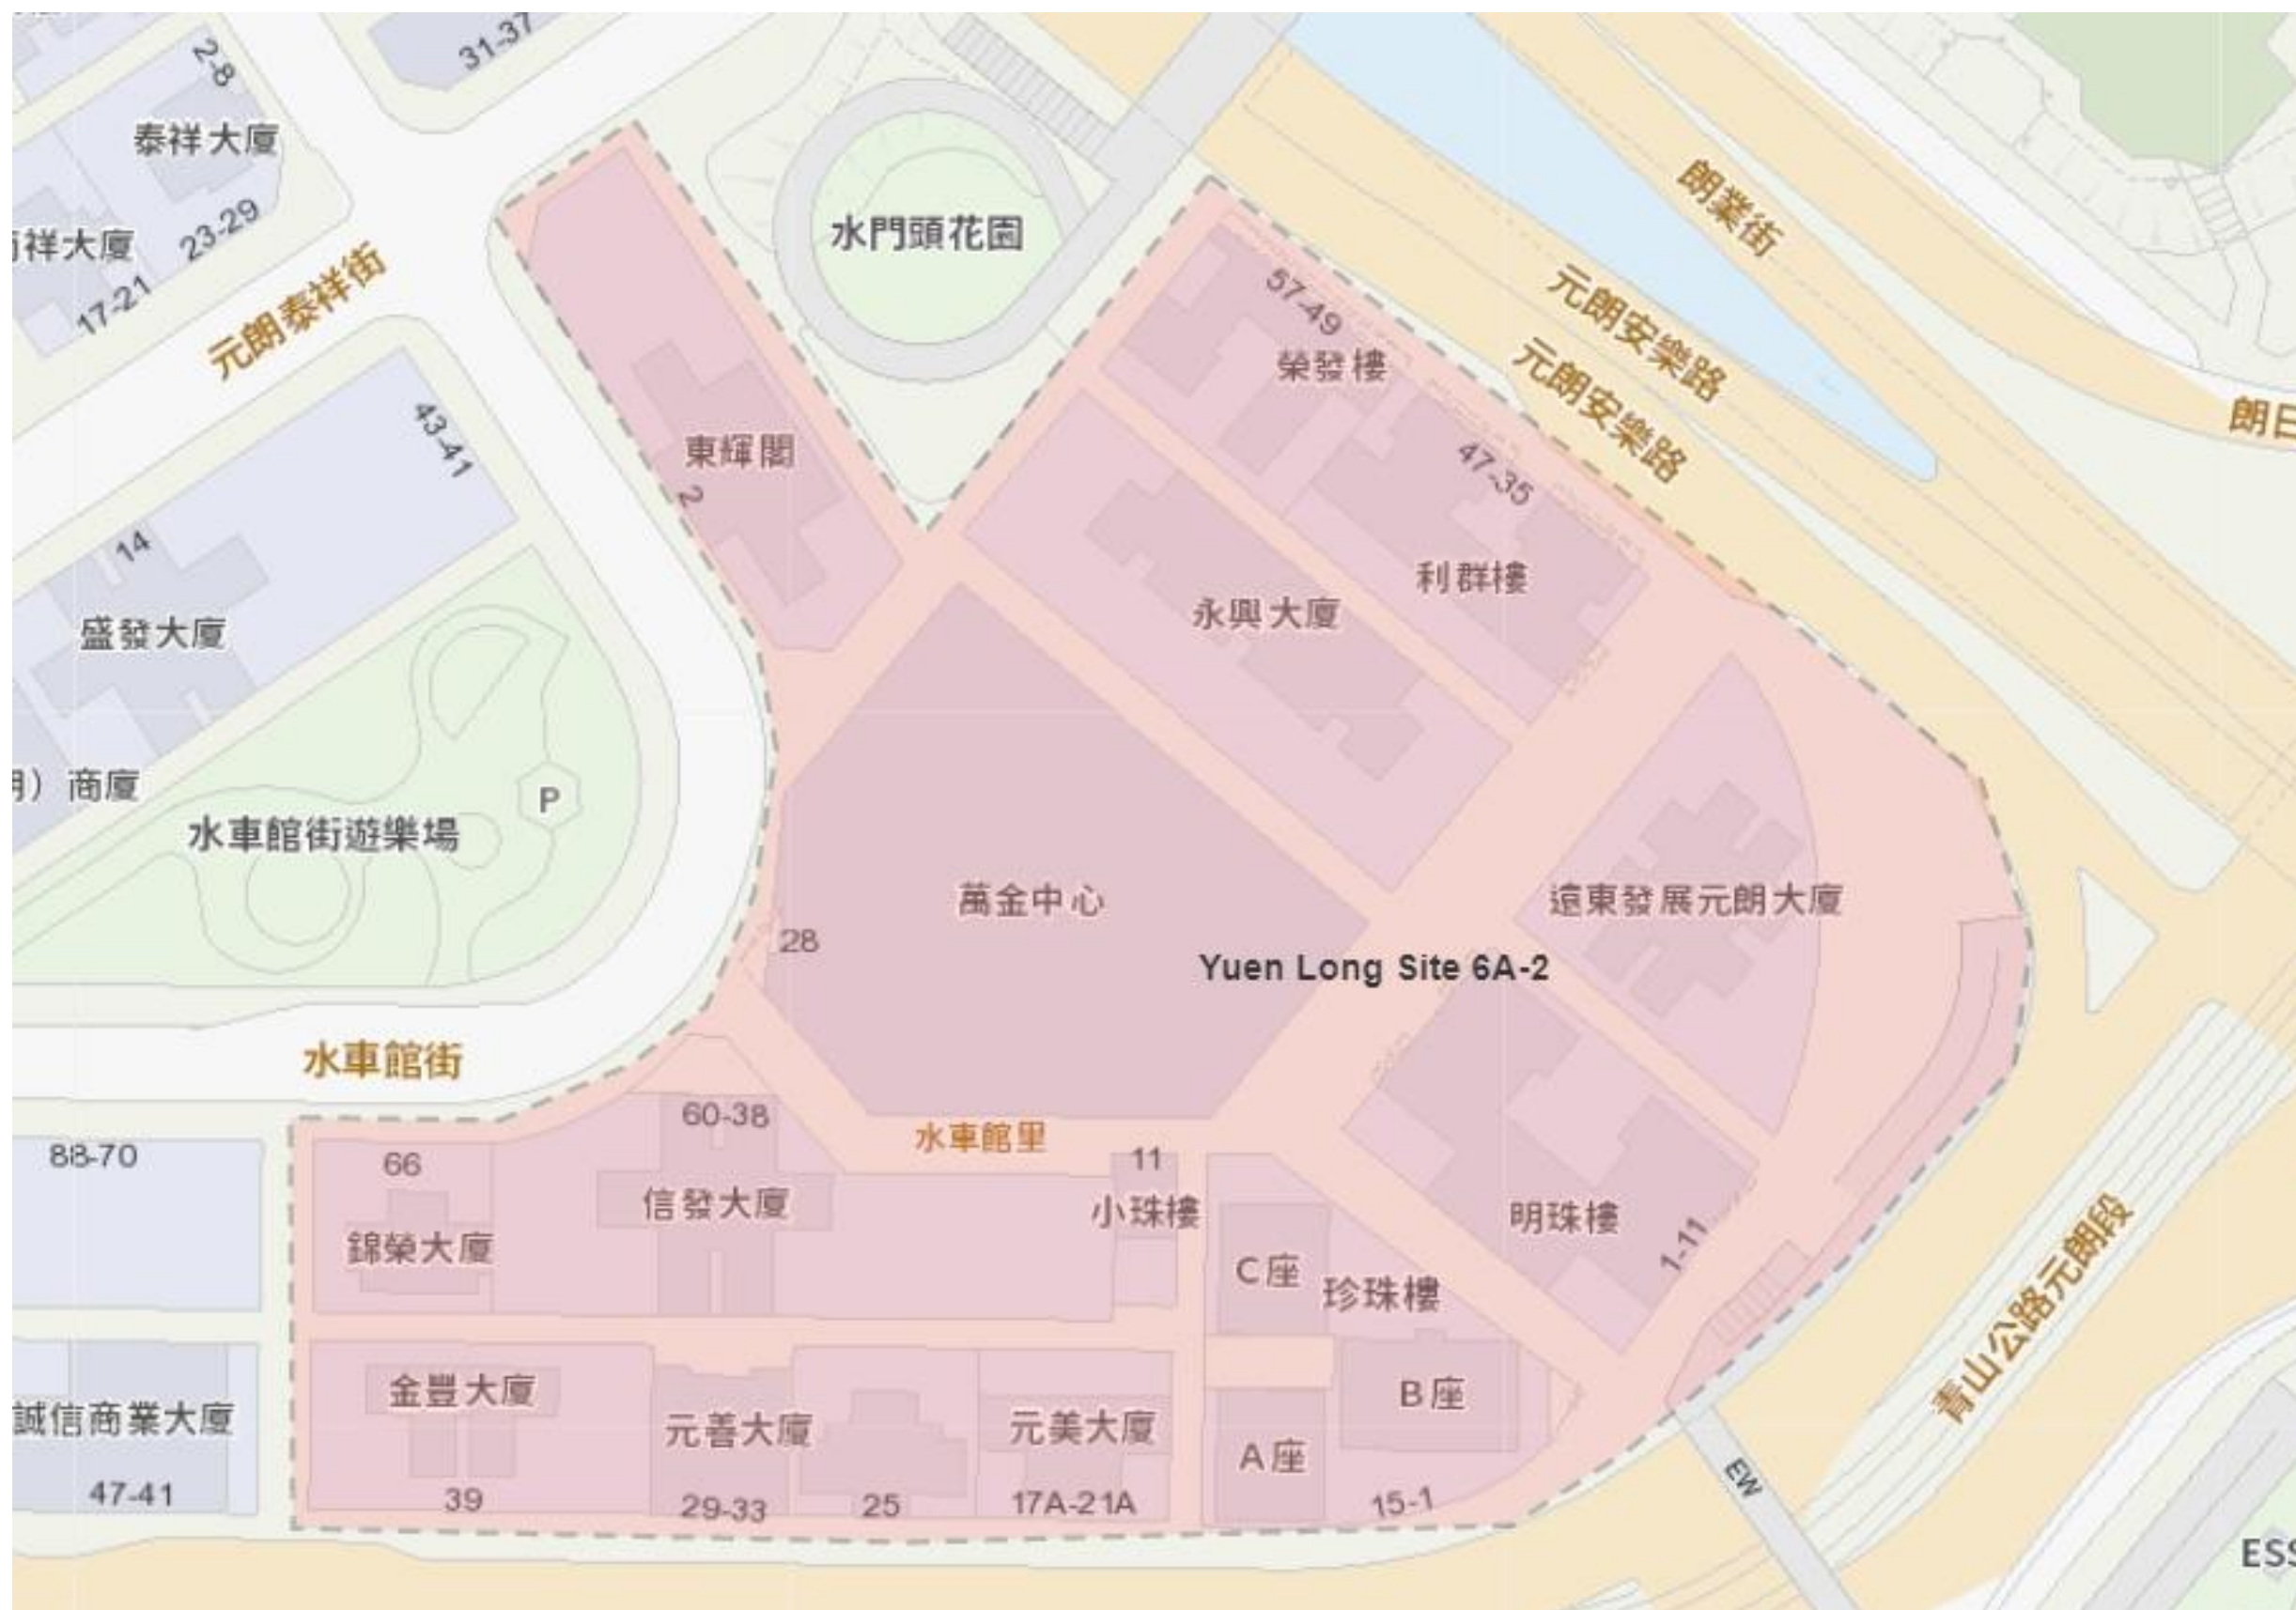 2-8
31-37
泰祥大廈
23-29
祥大廈
17-21
元朗泰祥街
水門頭花園
朗業街
元朗安樂路
元朗安樂路
朗日
57-49
榮發樓
43-41
東輝閣
2
47-35
利群樓
永興大廈
14
盛發大廈
）商廈
P
水車館街遊樂場
萬金中心
28
遠東發展元朗大廈
Yuen Long Site 6A-2
水車館街
60-38
水車館里
88-70
66
11
信發大廈
小珠樓
錦榮大廈
明珠樓
1-11
C座
珍珠樓
青山公路元朗段
金豐大廈
B座
誠信商業大廈
元善大廈
元美大廈
A座
47-41
39
29-33
25
17A-21A
15-1
EW
ESS